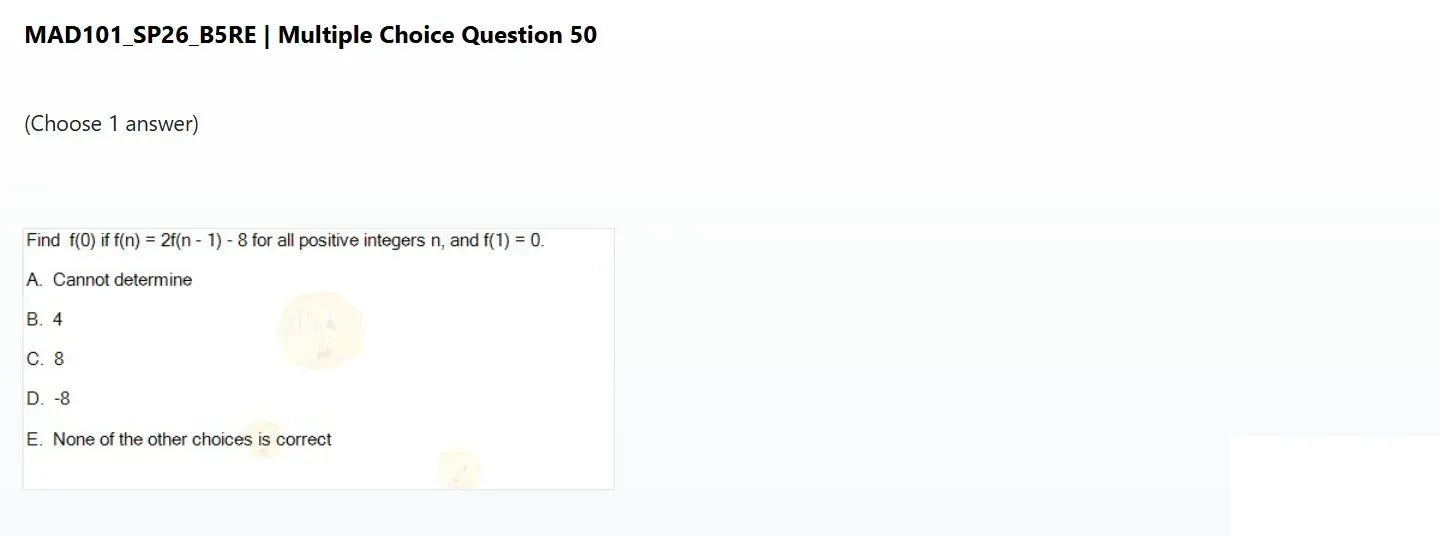 MAD101_SP26_B5RE | Multiple Choice Question 50
(Choose 1 answer)
Find f(0) if f(n) = 2f(n - 1) - 8 for all positive integers n, and f(1) = 0.
A. Cannot determine
B. 4
C. 8
D. -8
E. None of the other choices is correct